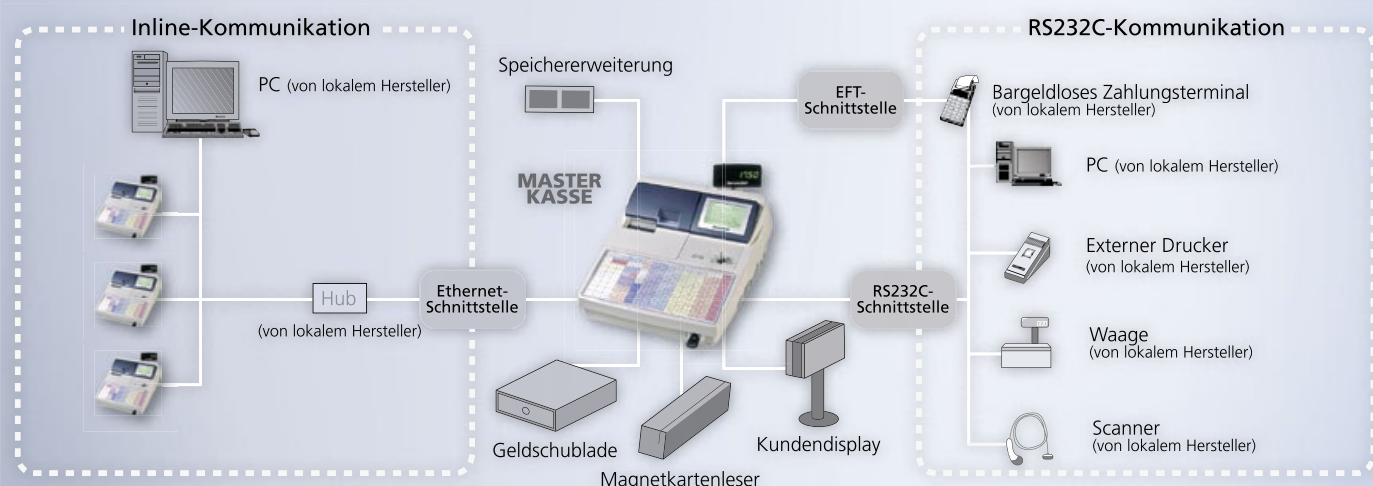 Inline-Kommunikation
PC (von lokalem Hersteller)
Hub
(von lokalem Hersteller)
Ethernet-
Schnittstelle
Speichererweiterung
MASTER
KASSE
1750
Geldschublade
Magnetkartenleser
Kundendisplay
EFT-
Schnittstelle
RS232C-
Schnittstelle
RS232C-Kommunikation
Bargeldloses Zahlungsterminal
(von lokalem Hersteller)
PC (von lokalem Hersteller)
Externer Drucker
(von lokalem Hersteller)
Waage
(von lokalem Hersteller)
Scanner
(von lokalem Hersteller)